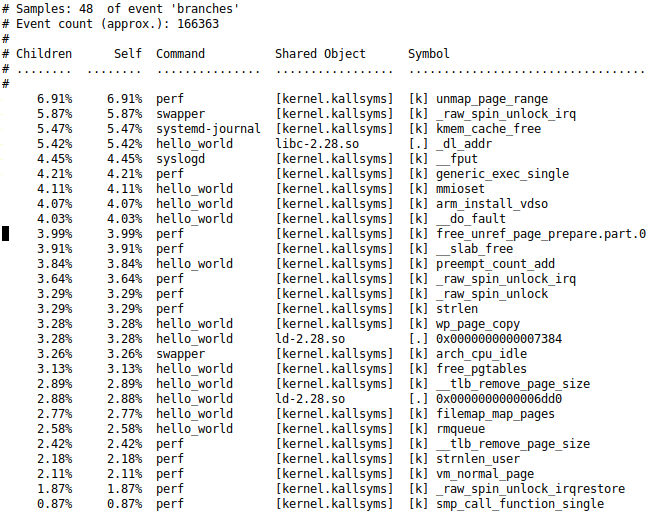 # Samples: 48  of event 'branches'
# Event count (approx.): 166363
#
# Children      Self  Command          Shared Object      Symbol
# ........  ........  ...............  .................  ..................................
#
     6.91%     6.91%  perf             [kernel.kallsyms]  [k] unmap_page_range
     5.87%     5.87%  swapper          [kernel.kallsyms]  [k] _raw_spin_unlock_irq
     5.47%     5.47%  systemd-journal  [kernel.kallsyms]  [k] kmem_cache_free
     5.42%     5.42%  hello_world      libc-2.28.so       [.] _dl_addr
     4.45%     4.45%  syslogd          [kernel.kallsyms]  [k] __fput
     4.21%     4.21%  perf             [kernel.kallsyms]  [k] generic_exec_single
     4.11%     4.11%  hello_world      [kernel.kallsyms]  [k] mmioset
     4.07%     4.07%  hello_world      [kernel.kallsyms]  [k] arm_install_vdso
     4.03%     4.03%  hello_world      [kernel.kallsyms]  [k] __do_fault
     3.99%     3.99%  perf             [kernel.kallsyms]  [k] free_unref_page_prepare.part.0
     3.91%     3.91%  perf             [kernel.kallsyms]  [k] __slab_free
     3.84%     3.84%  hello_world      [kernel.kallsyms]  [k] preempt_count_add
     3.64%     3.64%  perf             [kernel.kallsyms]  [k] _raw_spin_unlock_irq
     3.29%     3.29%  perf             [kernel.kallsyms]  [k] _raw_spin_unlock
     3.29%     3.29%  perf             [kernel.kallsyms]  [k] strlen
     3.28%     3.28%  hello_world      [kernel.kallsyms]  [k] wp_page_copy
     3.28%     3.28%  hello_world      ld-2.28.so         [.] 0x0000000000007384
     3.26%     3.26%  swapper          [kernel.kallsyms]  [k] arch_cpu_idle
     3.13%     3.13%  hello_world      [kernel.kallsyms]  [k] free_pgtables
     2.89%     2.89%  hello_world      [kernel.kallsyms]  [k] __tlb_remove_page_size
     2.88%     2.88%  hello_world      ld-2.28.so         [.] 0x0000000000006dd0
     2.77%     2.77%  hello_world      [kernel.kallsyms]  [k] filemap_map_pages
     2.58%     2.58%  hello_world      [kernel.kallsyms]  [k] rmqueue
     2.42%     2.42%  perf             [kernel.kallsyms]  [k] __tlb_remove_page_size
     2.18%     2.18%  perf             [kernel.kallsyms]  [k] strnlen_user
     2.11%     2.11%  perf             [kernel.kallsyms]  [k] vm_normal_page
     1.87%     1.87%  perf             [kernel.kallsyms]  [k] _raw_spin_unlock_irqrestore
     0.87%     0.87%  perf             [kernel.kallsyms]  [k] smp_call_function_single